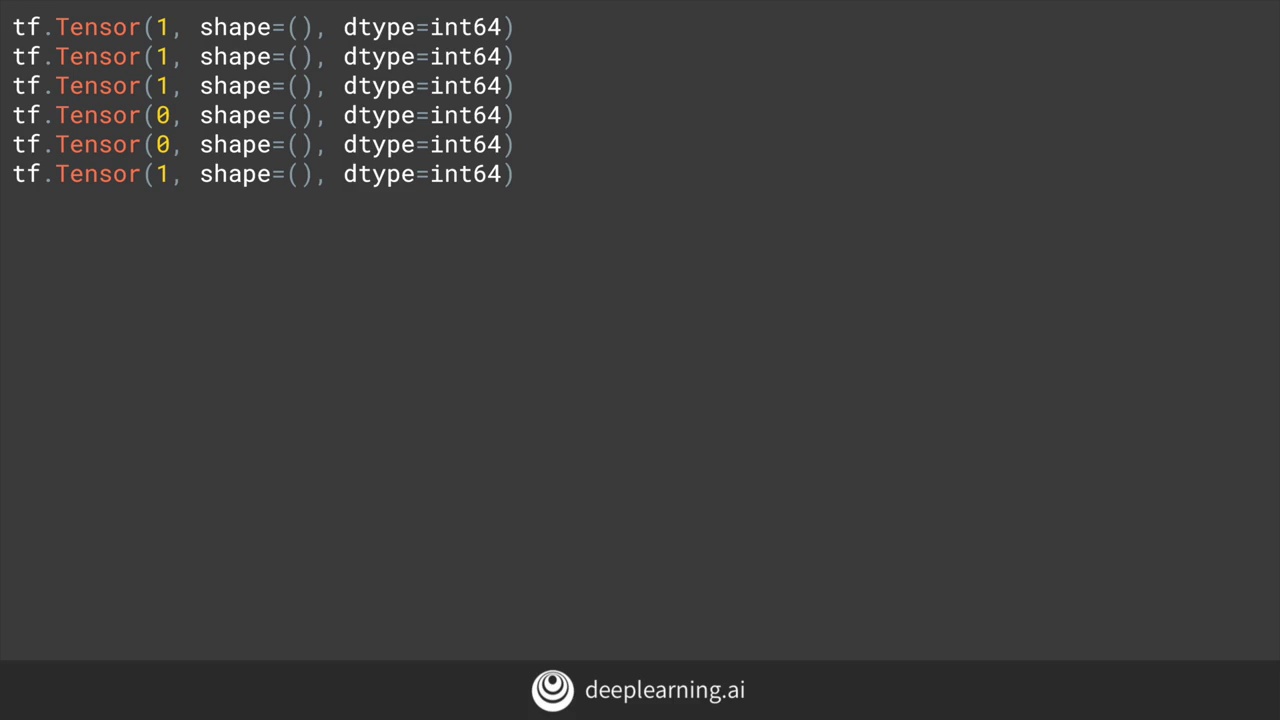 tf.Tensor(1, shape=(), dtype=int64)
tf.Tensor(1, shape=(), dtype=int64)
tf.Tensor(1, shape=(), dtype=int64)
tf.Tensor(0, shape=(), dtype=int64)
tf.Tensor(0, shape=(), dtype=int64)
tf.Tensor(1, shape=(), dtype=int64)
deeplearning.ai